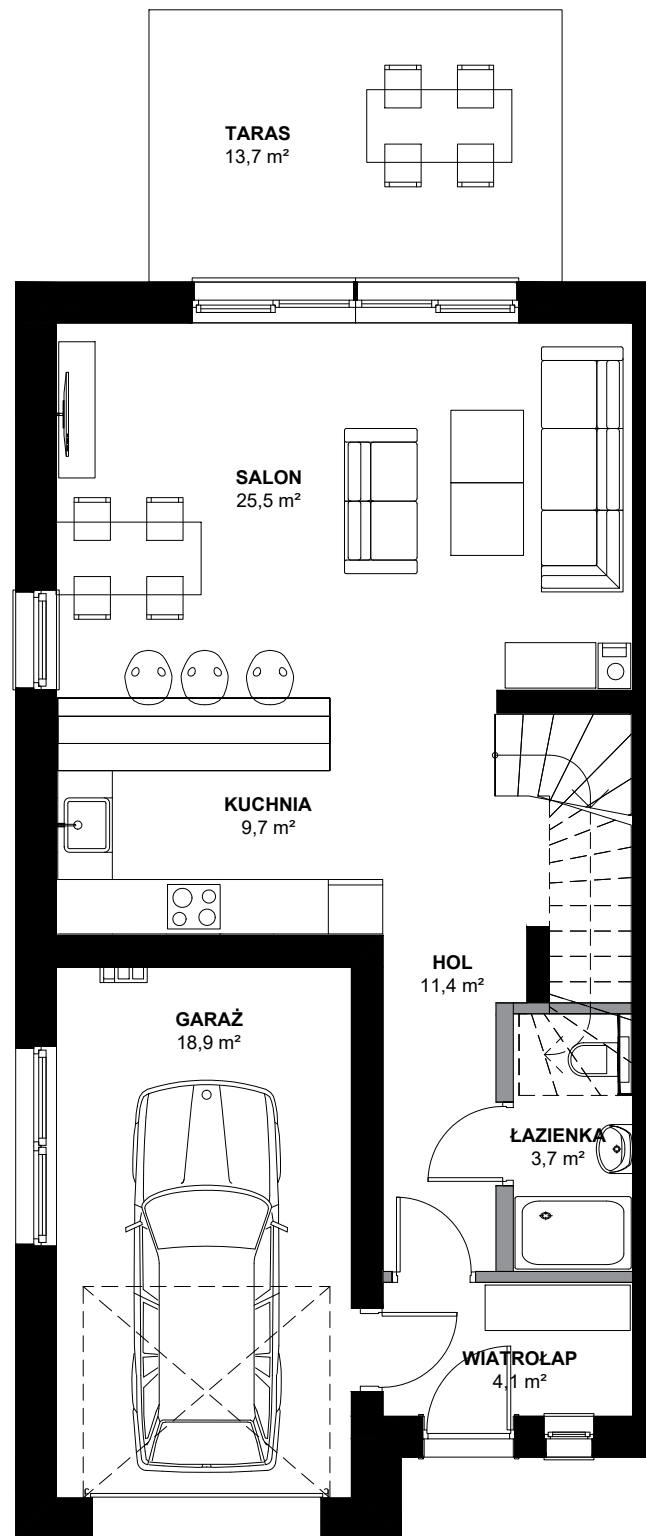 TARAS
13,7 m²
SALON
25,5 m²
KUCHNIA
9,7 m²
HOL
11,4 m²
GARAŻ
18,9 m²
ŁAZIENKA
3,7 m²
WIATROŁAP
4,1 m²